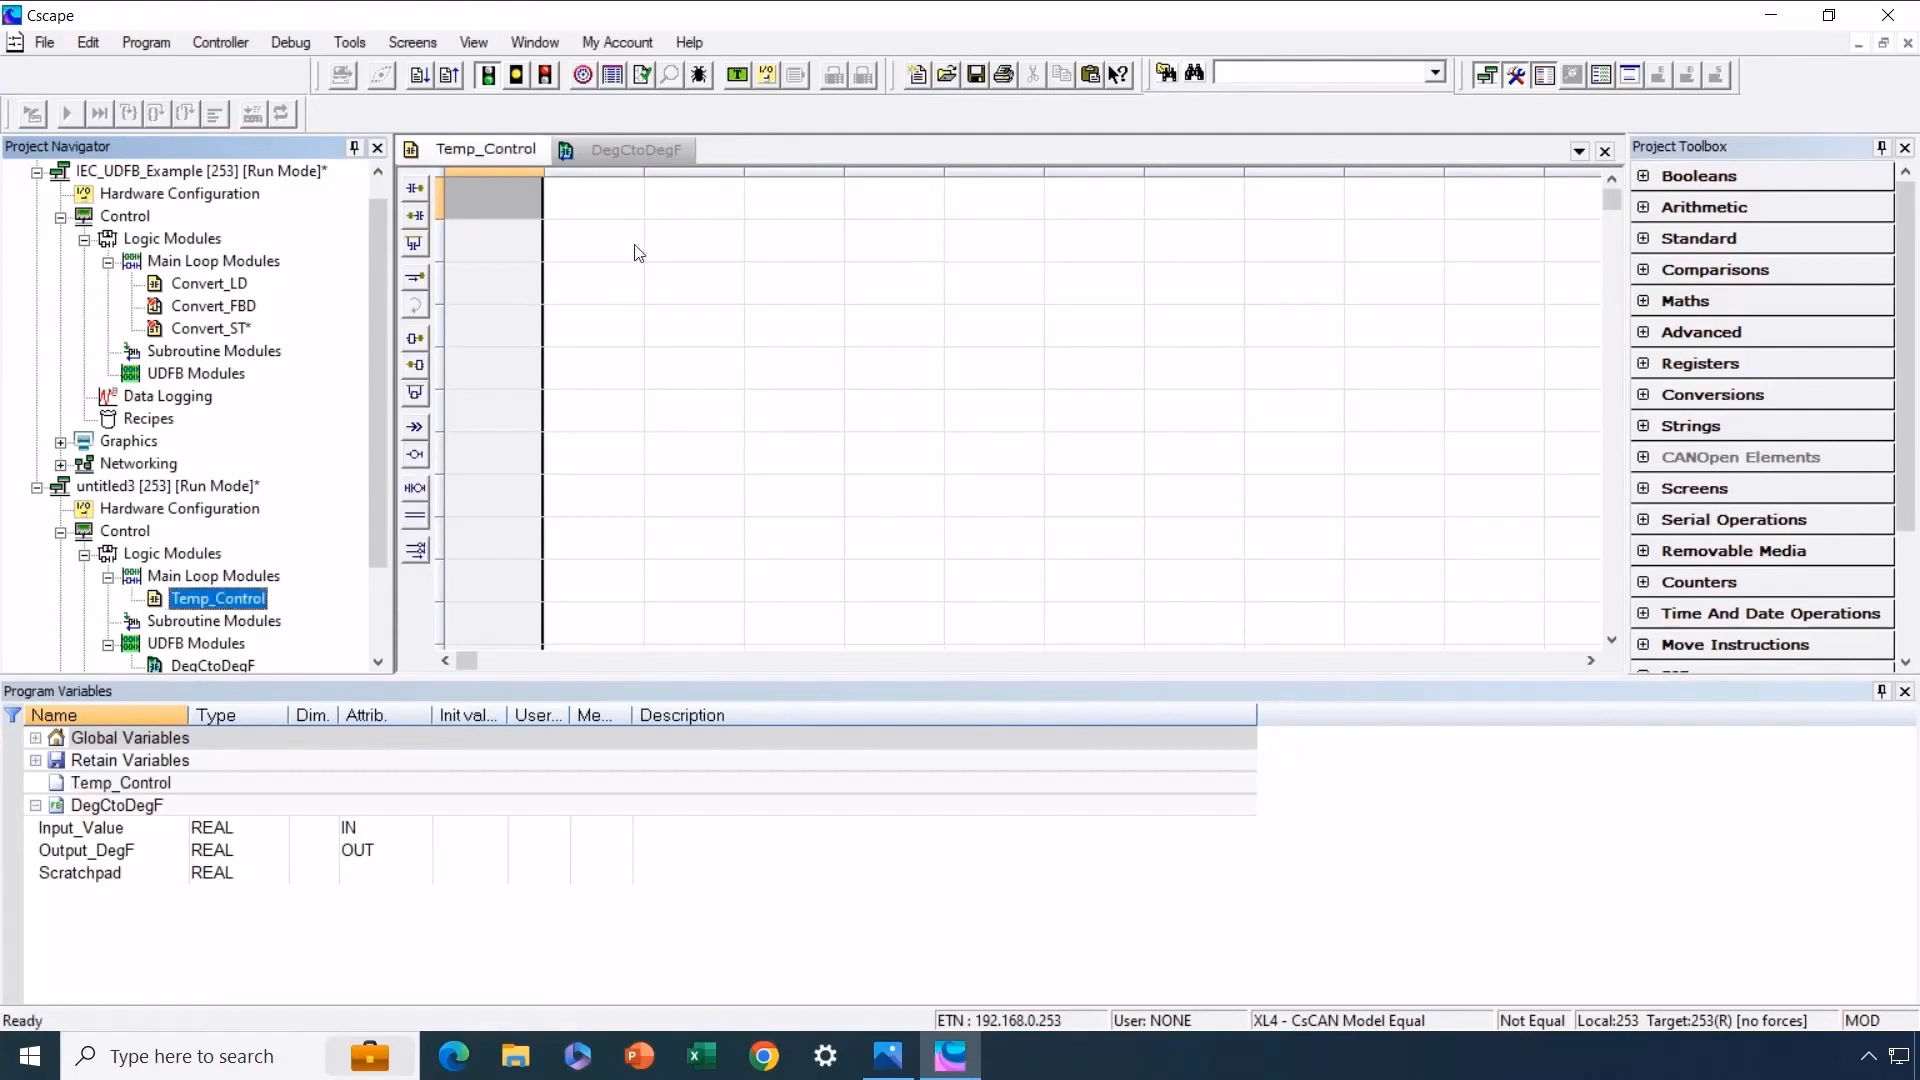 Cscape
File Edit Program Controller Debug Tools Screens View Window My Account Help
Project Navigator
IEC_UDFB_Example [253] [Run Mode]*
Hardware Configuration
Control
Logic Modules
Main Loop Modules
Convert_LD
Convert_FBD
Convert_ST*
Subroutine Modules
UDFB Modules
Data Logging
Recipes
Graphics
Networking
untitled3 [253] [Run Mode]*
Hardware Configuration
Control
Logic Modules
Main Loop Modules
Temp_Control
Subroutine Modules
UDFB Modules
DegCtoDegF
Temp_Control DegCtoDegF
Project Toolbox
Booleans
Arithmetic
Standard
Comparisons
Maths
Advanced
Registers
Conversions
Strings
CANOpen Elements
Screens
Serial Operations
Removable Media
Counters
Time And Date Operations
Move Instructions
Program Variables
Name Type Dim. Attrib. Init val... User... Me... Description
Global Variables
Retain Variables
Temp_Control
DegCtoDegF
Input_Value REAL IN
Output_DegF REAL OUT
Scratchpad REAL
Ready ETN : 192.168.0.253 User: NONE XL4 - CsCAN Model Equal Not Equal Local:253 Target:253(R) [no forces] MOD
Type here to search